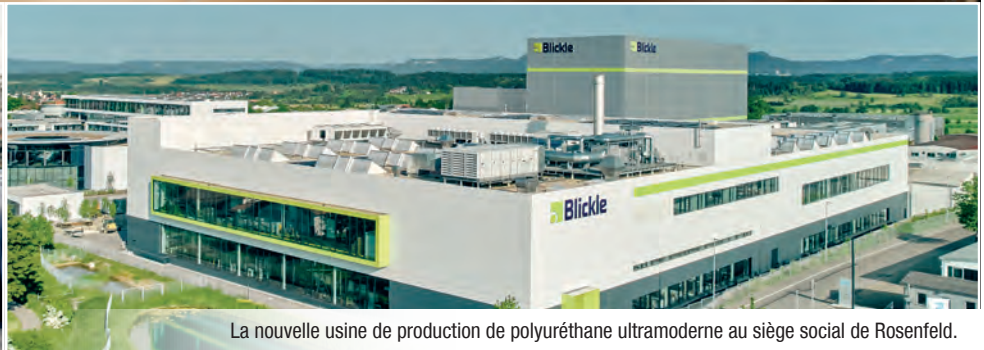 Blickle
Blickle
Blickle
La nouvelle usine de production de polyuréthane ultramoderne au siège social de Rosenfeld.